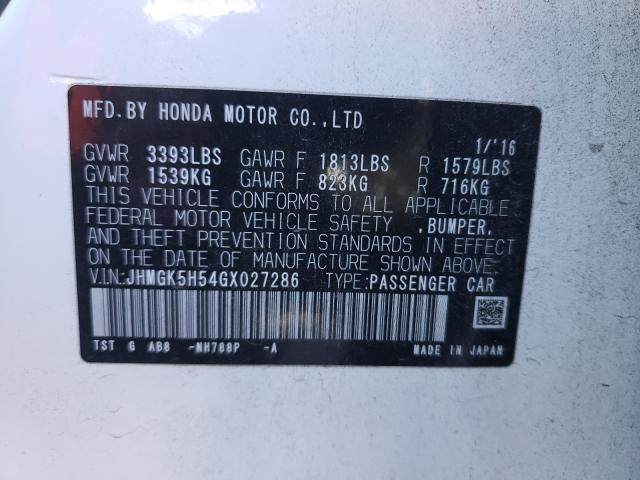 MFD.BY HONDA MOTOR CO.,LTD
1/'16
GVWR 3393LBS GAWR F 1813LBS R 1579LBS
GVWR 1539KG GAWR F 823KG R 716KG
THIS VEHICLE CONFORMS TO ALL APPLICABLE
FEDERAL MOTOR VEHICLE SAFETY ,BUMPER,
AND THEFT PREVENTION STANDARDS IN EFFECT
ON THE DATE OF MANUFACTURE SHOWN ABOVE.
V.I.N:JHMGK5H54GX027286 TYPE:PASSENGER CAR
TST G AB8 -NH788P -A MADE IN JAPAN